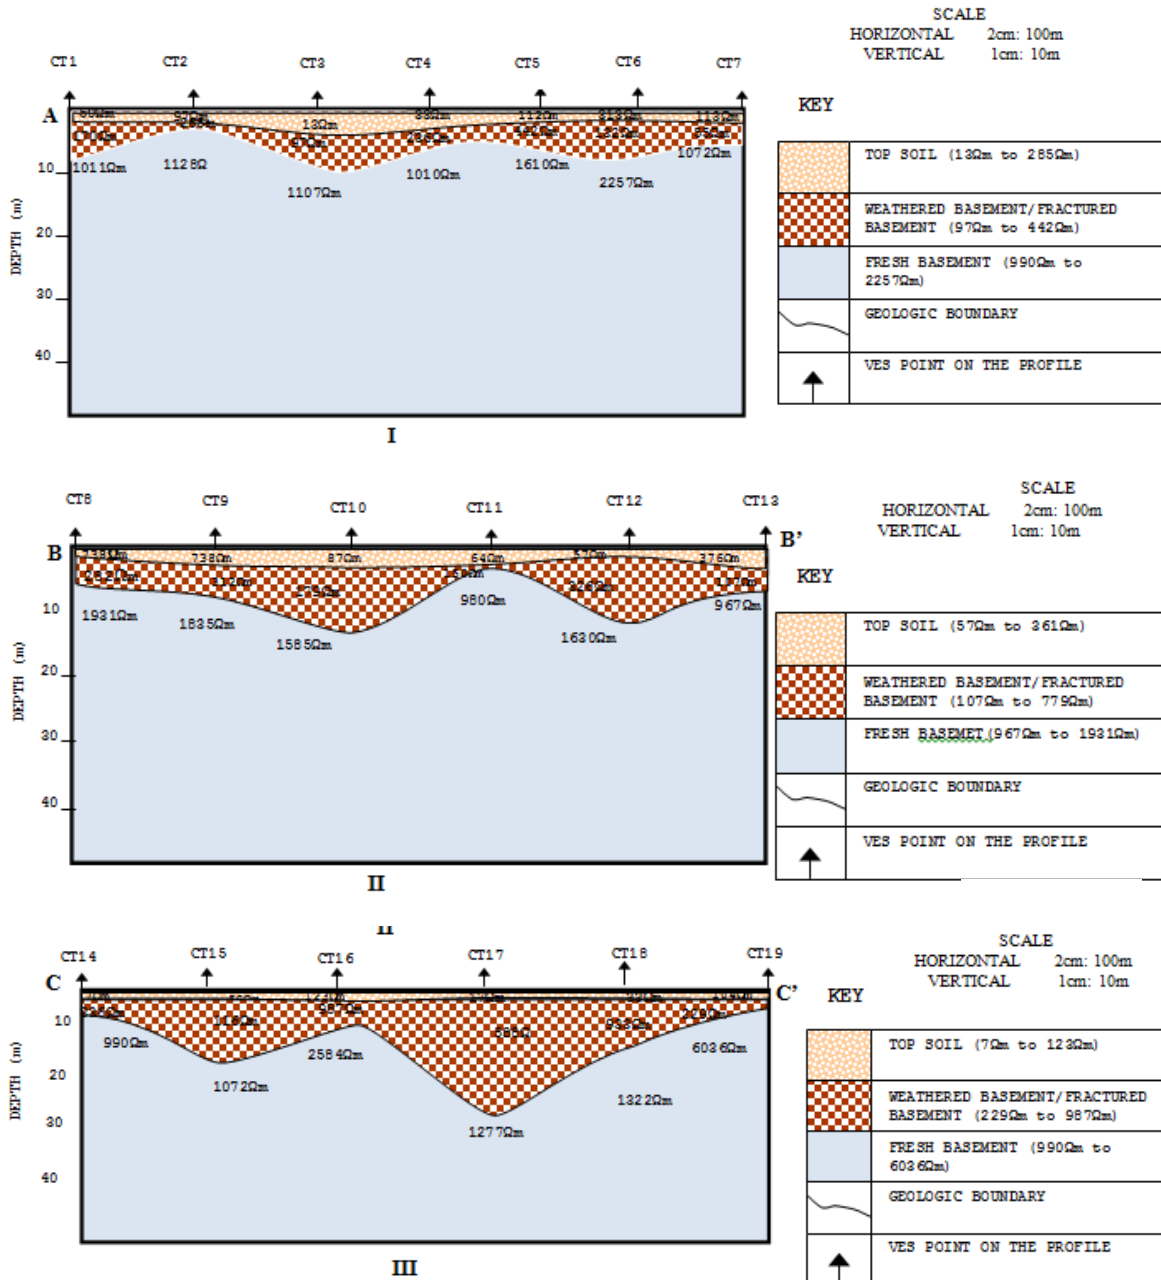 SCALE
HORIZONTAL 2cm: 100m
VERTICAL 1cm: 10m
CT1 CT2 CT3 CT4 CT5 CT6 CT7
A
KEY
13Ωm
97Ωm
1011Ωm 1128Ω 1107Ωm 1010Ωm 1610Ωm 2257Ωm 1072Ωm
DEPTH (m)
10
20
30
40
I
TOP SOIL (13Ωm to 285Ωm)
WEATHERED BASEMENT/FRACTURED
BASEMENT (97Ωm to 442Ωm)
FRESH BASEMENT (990Ωm to
2257Ωm)
GEOLOGIC BOUNDARY
VES POINT ON THE PROFILE
SCALE
HORIZONTAL 2cm: 100m
VERTICAL 1cm: 10m
CT8 CT9 CT10 CT11 CT12 CT13
B B’
KEY
738Ωm 87Ωm 64Ωm 57Ωm 376Ωm
1931Ωm 1835Ωm 1585Ωm 980Ωm 1630Ωm 967Ωm
DEPTH (m)
10
20
30
40
II
TOP SOIL (57Ωm to 361Ωm)
WEATHERED BASEMENT/FRACTURED
BASEMENT (107Ωm to 779Ωm)
FRESH BASEMET(967Ωm to 1931Ωm)
GEOLOGIC BOUNDARY
VES POINT ON THE PROFILE
SCALE
HORIZONTAL 2cm: 100m
VERTICAL 1cm: 10m
CT14 CT15 CT16 CT17 CT18 CT19
C C’
KEY
123Ωm
987Ωm
229Ωm
990Ωm 1072Ωm 2584Ωm 1277Ωm 1322Ωm 6036Ωm
DEPTH (m)
10
20
30
40
III
TOP SOIL (7Ωm to 123Ωm)
WEATHERED BASEMENT/FRACTURED
BASEMENT (229Ωm to 987Ωm)
FRESH BASEMENT (990Ωm to
6036Ωm)
GEOLOGIC BOUNDARY
VES POINT ON THE PROFILE